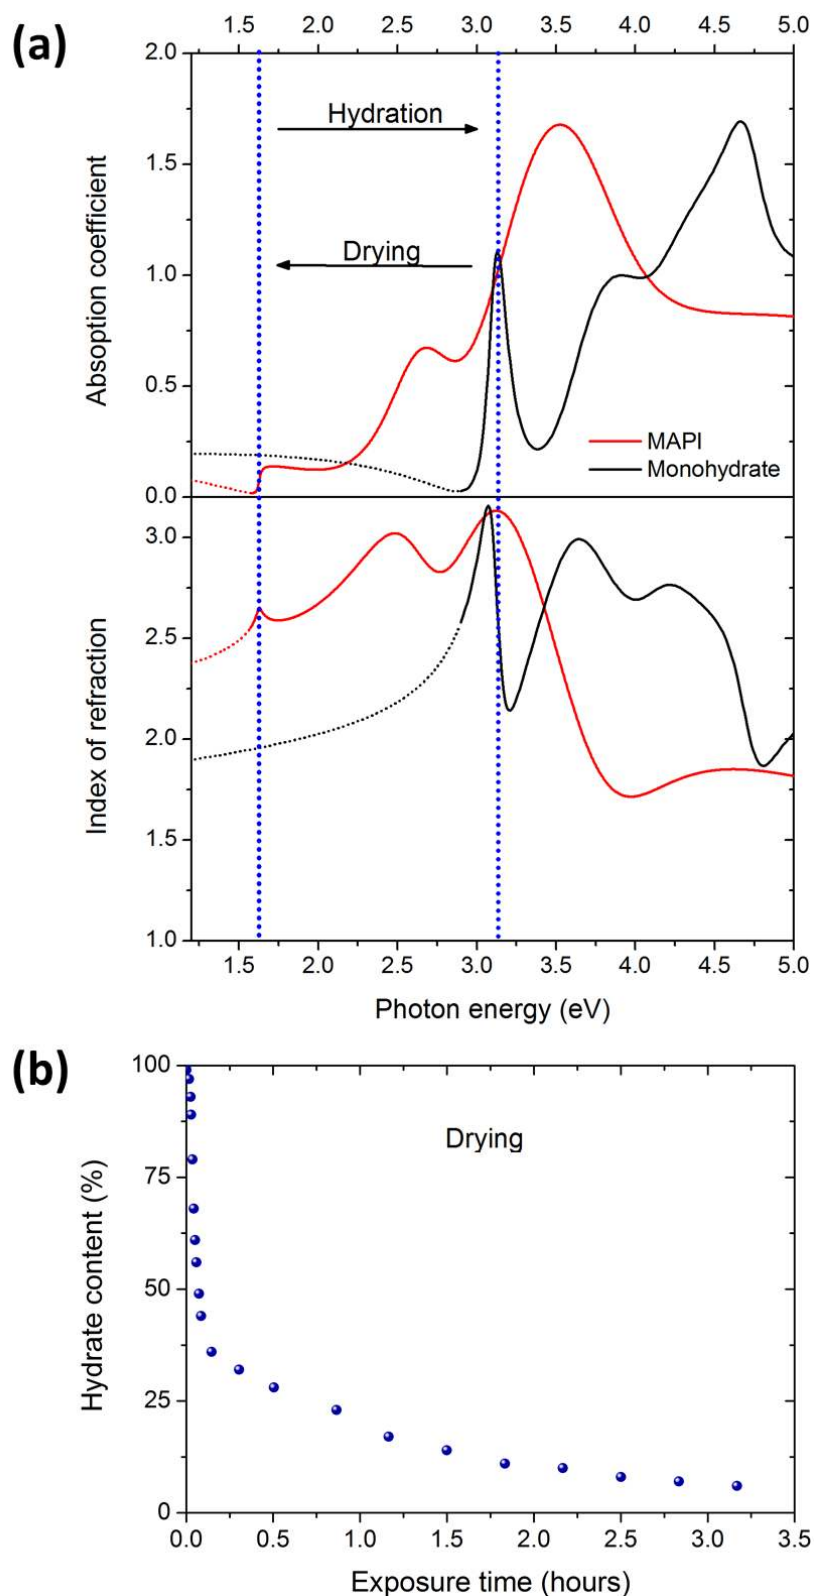 (a)
1.5 2.0 2.5 3.0 3.5 4.0 4.5 5.0
2.0
Hydration
1.5
Drying
1.0
Absoption coefficient
0.5
MAPI
Monohydrate
0.0
3.0
2.5
Index of refraction
2.0
1.5
1.0
1.5 2.0 2.5 3.0 3.5 4.0 4.5 5.0
Photon energy (eV)
(b)
100
Drying
75
Hydrate content (%)
50
25
0
0.0 0.5 1.0 1.5 2.0 2.5 3.0 3.5
Exposure time (hours)